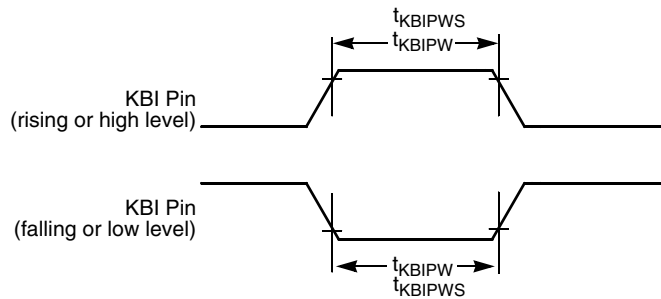 tKBIPWS
tKBIPW
KBI Pin
(rising or high level)
KBI Pin
(falling or low level)
tKBIPW
tKBIPWS